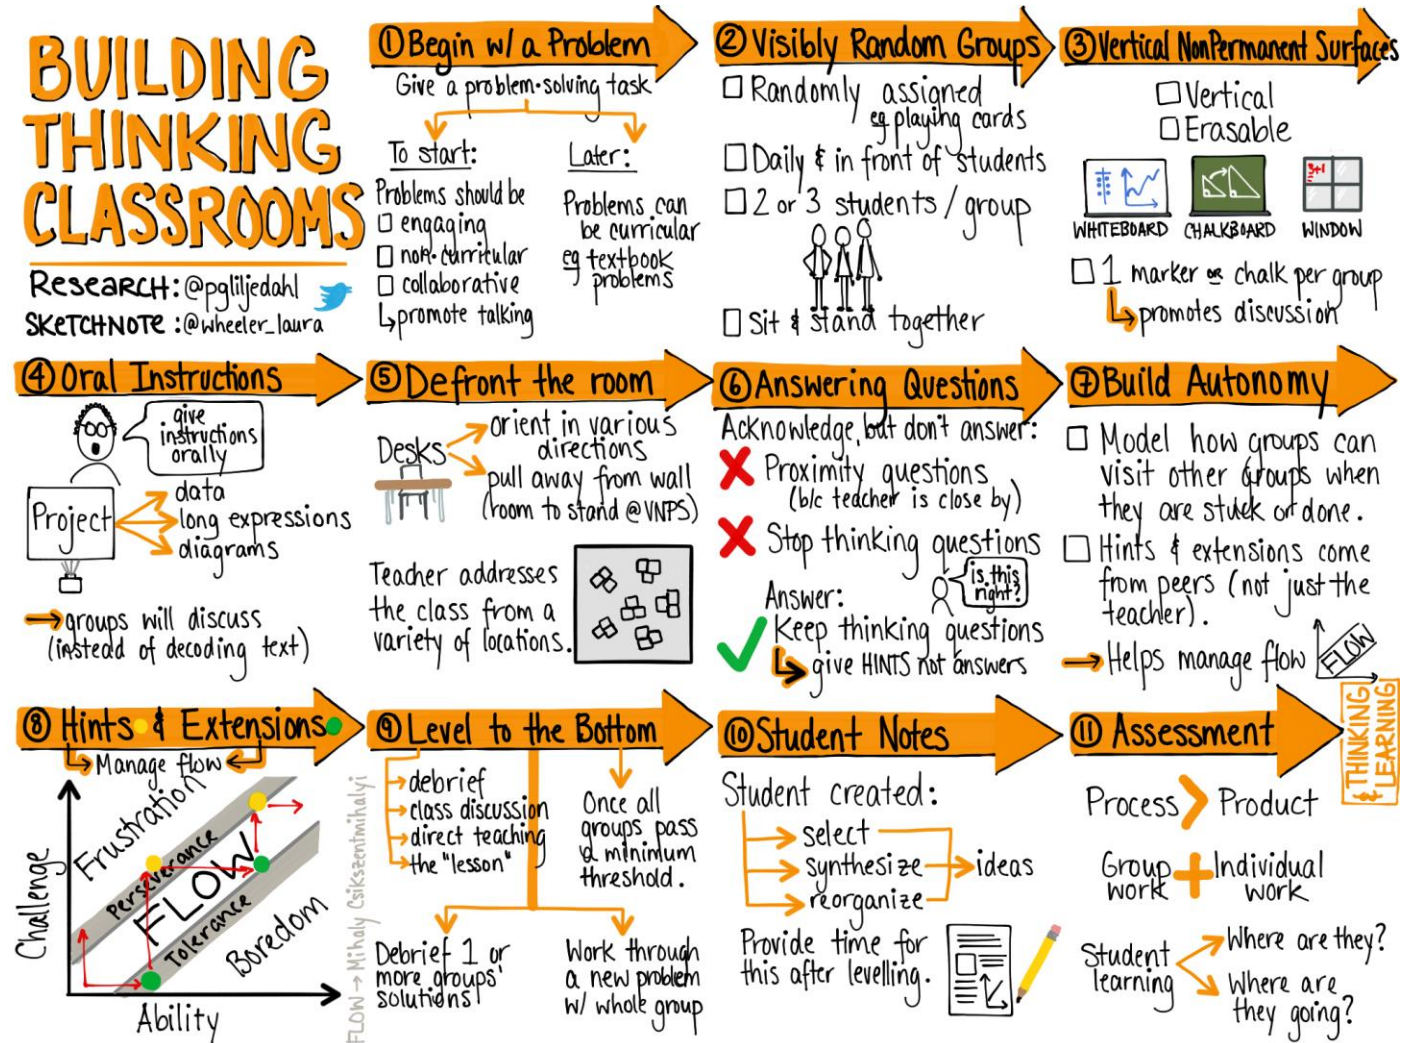 BUILDING
THINKING
CLASSROOMS
RESEARCH: @pgliljedahl
SKETCHNOTE: @wheeler_laura
① Begin w/ a Problem
Give a problem-solving task
To start:
Problems should be
engaging
non-curricular
collaborative
promote talking
Later:
Problems can
be curricular
eg textbook
problems
② Visibly Random Groups
Randomly assigned
eg playing cards
Daily & in front of students
2 or 3 students / group
Sit & stand together
③ Vertical NonPermanent Surfaces
Vertical
Erasable
WHITEBOARD
CHALKBOARD
WINDOW
1 marker or chalk per group
promotes discussion
④ Oral Instructions
give
instructions
orally
Project
data
long expressions
diagrams
groups will discuss
(instead of decoding text)
⑤ Defront the room
Desks
orient in various
directions
pull away from wall
(room to stand @ VNPS)
Teacher addresses
the class from a
variety of locations.
⑥ Answering Questions
Acknowledge, but don't answer:
Proximity questions
(b/c teacher is close by)
Stop thinking questions
is this
right?
Answer:
Keep thinking questions
give HINTS not answers
⑦ Build Autonomy
Model how groups can
visit other groups when
they are stuck or done.
Hints & extensions come
from peers (not just the
teacher).
Helps manage flow
FLOW
⑧ Hints & Extensions
Manage flow
Challenge
Frustration
Perseverance
FLOW
Tolerance
Boredom
Ability
FLOW → Mihaly Csikszentmihalyi
⑨ Level to the Bottom
debrief
class discussion
direct teaching
the "lesson"
Once all
groups pass
a minimum
threshold.
Debrief 1 or
more groups'
solutions
Work through
a new problem
w/ whole group
⑩ Student Notes
Student created:
select
synthesize
reorganize
ideas
Provide time for
this after levelling.
⑪ Assessment
THINKING
& LEARNING
Process > Product
Group
work
+
Individual
work
Student
learning
Where are they?
Where are
they going?